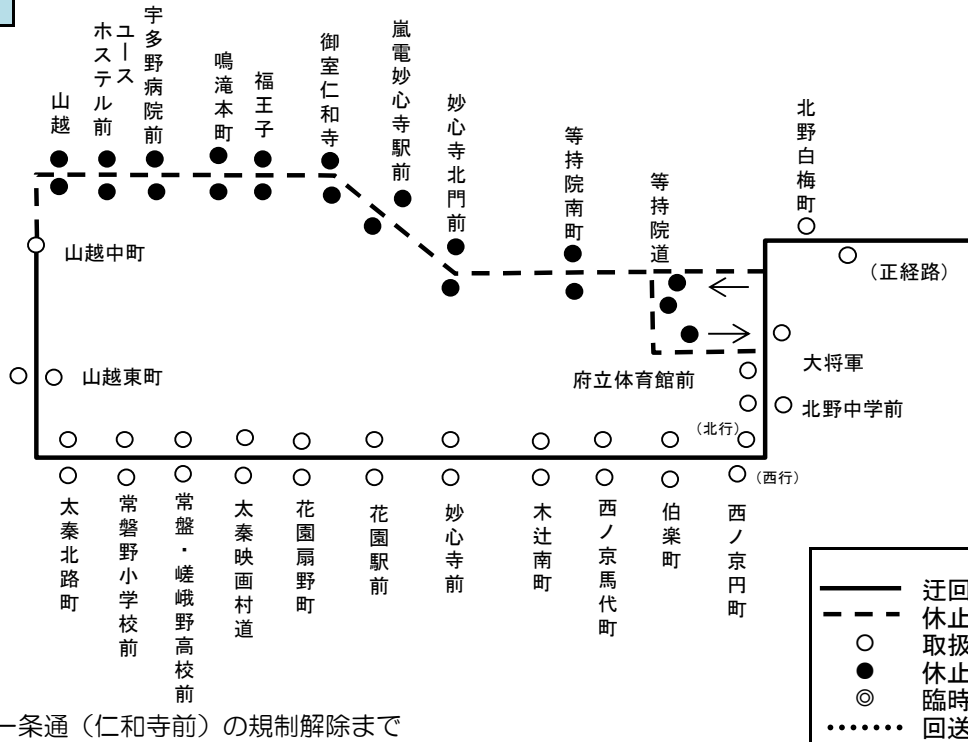 山越
ユース
ホステル前
宇多野病院前
鳴滝本町
福王子
御室仁和寺
嵐電妙心寺駅前
妙心寺北門前
等持院南町
等持院道
北野白梅町
(正経路)
山越中町
大将軍
山越東町
府立体育館前
北野中学前
(北行)
(西行)
太秦北路町
常磐野小学校前
常盤・嵯峨野高校前
太秦映画村道
花園扇野町
花園駅前
妙心寺前
木辻南町
西ノ京馬代町
伯楽町
西ノ京円町
迂回
休止
取扱
休止
臨時
回送
一条通（仁和寺前）の規制解除まで